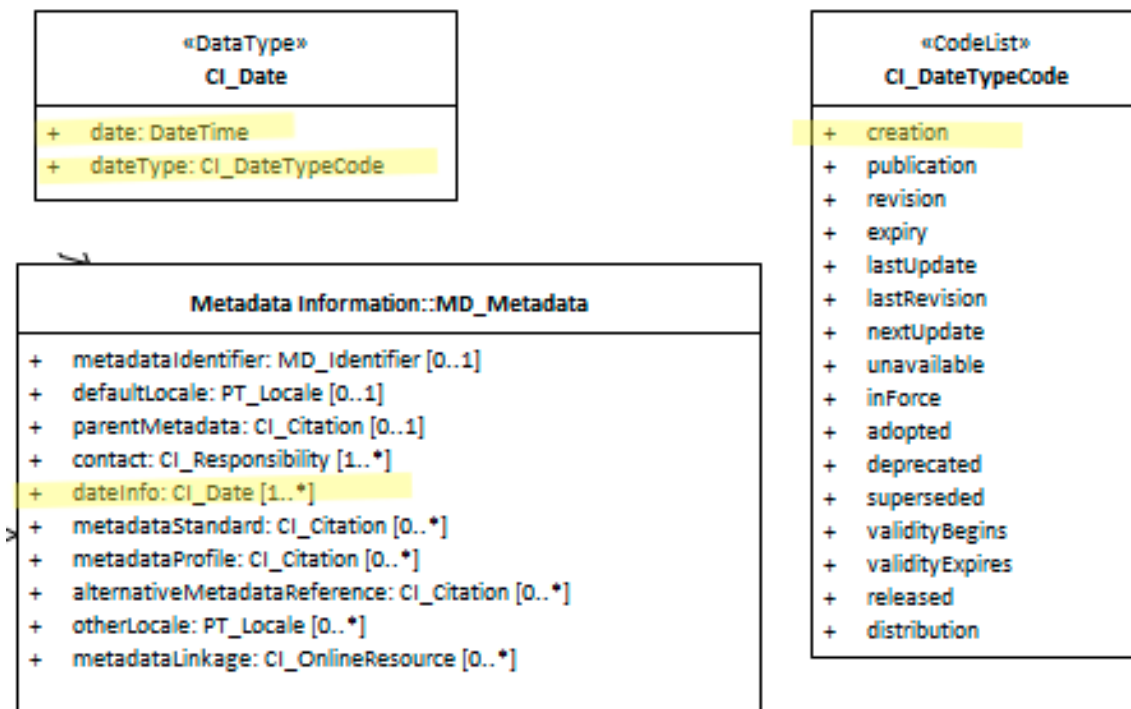 «DataType»
CI_Date
+ date: DateTime
+ dateType: CI_DateTypeCode
«CodeList»
CI_DateTypeCode
+ creation
+ publication
+ revision
+ expiry
+ lastUpdate
+ lastRevision
+ nextUpdate
+ unavailable
+ inForce
+ adopted
+ deprecated
+ superseded
+ validityBegins
+ validityExpires
+ released
+ distribution
Metadata Information::MD_Metadata
+ metadataIdentifier: MD_Identifier [0..1]
+ defaultLocale: PT_Locale [0..1]
+ parentMetadata: CI_Citation [0..1]
+ contact: CI_Responsibility [1..*]
+ dateInfo: CI_Date [1..*]
+ metadataStandard: CI_Citation [0..*]
+ metadataProfile: CI_Citation [0..*]
+ alternativeMetadataReference: CI_Citation [0..*]
+ otherLocale: PT_Locale [0..*]
+ metadataLinkage: CI_OnlineResource [0..*]